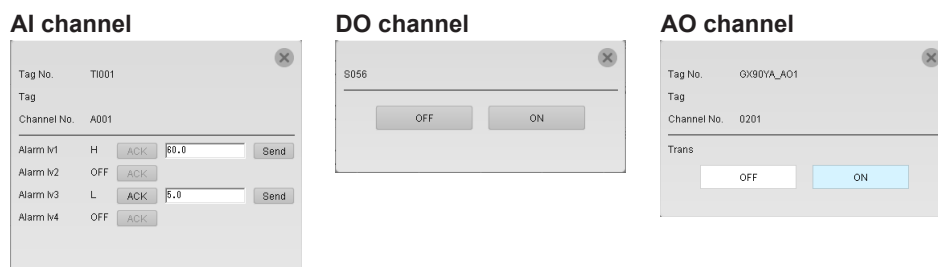 AI channel
Tag No. TI001
Tag
Channel No. A001
Alarm lv1 H ACK 60.0 Send
Alarm lv2 OFF ACK
Alarm lv3 L ACK 5.0 Send
Alarm lv4 OFF ACK
DO channel
S056
OFF ON
AO channel
Tag No. GX90YA_AO1
Tag
Channel No. 0201
Trans
OFF ON